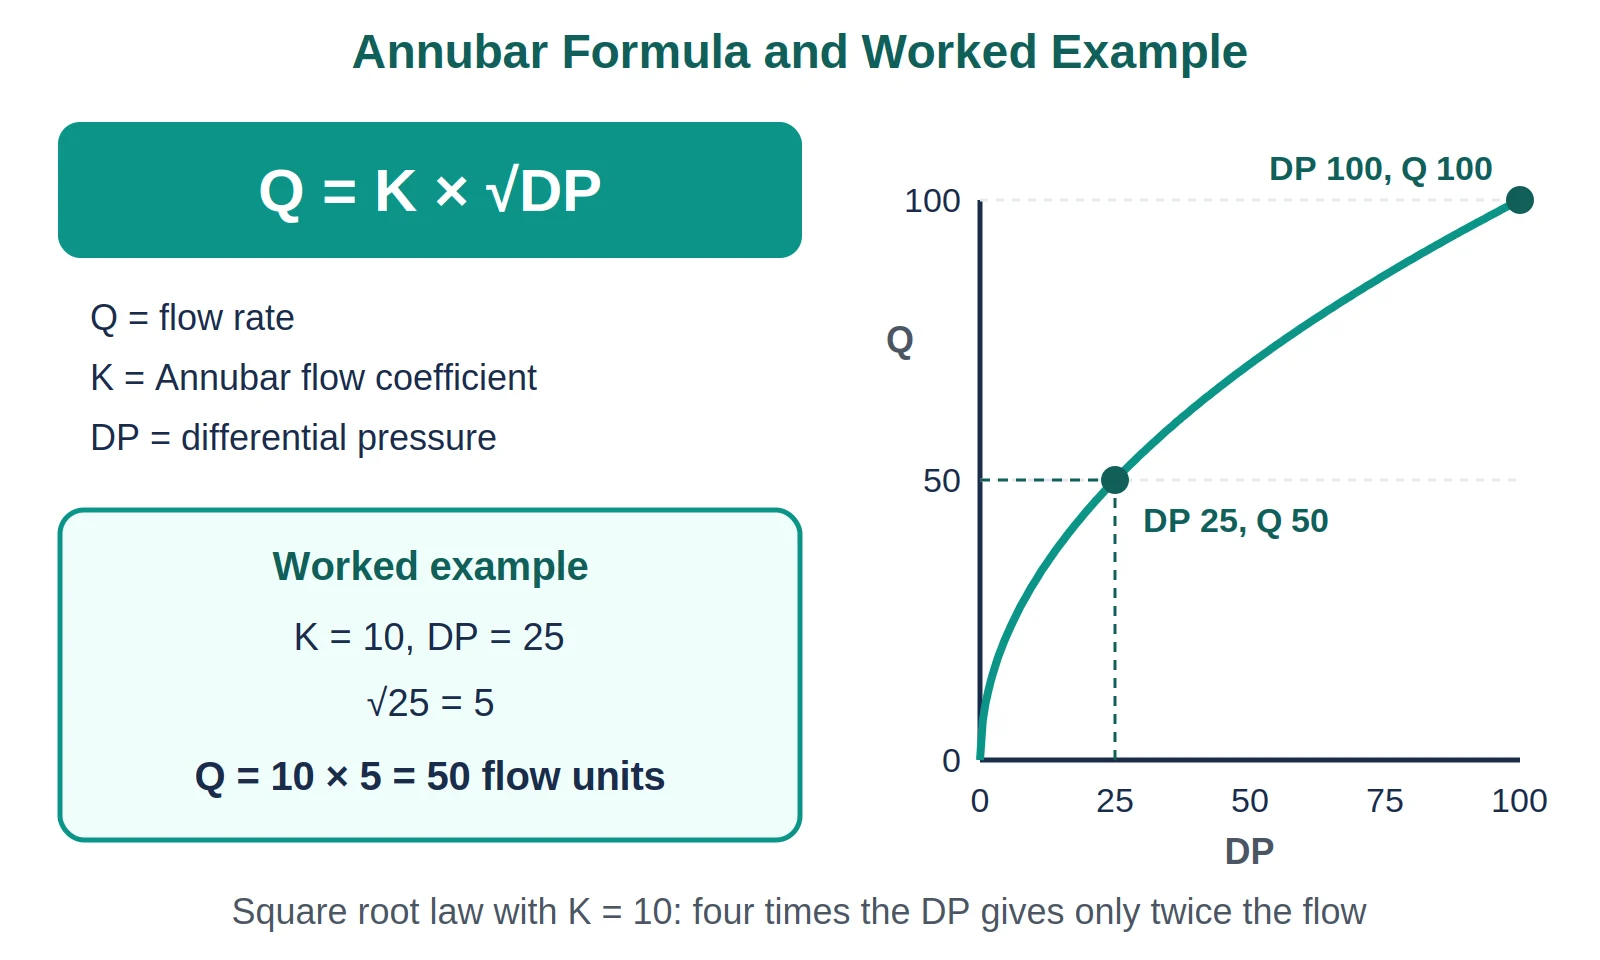 Annubar Formula and Worked Example
Q = K × √DP
Q = flow rate
K = Annubar flow coefficient
DP = differential pressure
Worked example
K = 10, DP = 25
√25 = 5
Q = 10 × 5 = 50 flow units
DP 100, Q 100
100
Q
50
DP 25, Q 50
0
0 25 50 75 100
DP
Square root law with K = 10: four times the DP gives only twice the flow